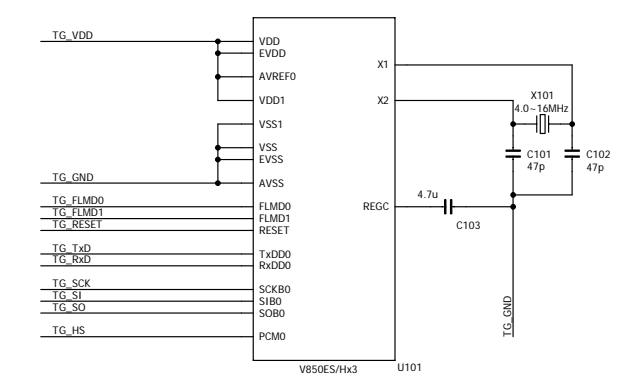 TG_VDD
VDD
EVDD
AVREF0
VDD1
VSS1
VSS
EVSS
TG_GND
AVSS
TG_FLMD0
FLMD0
TG_FLMD1
FLMD1
TG_RESET
RESET
TG_TxD
TxDD0
TG_RxD
RxDD0
TG_SCK
SCKB0
TG_SI
SIB0
TG_SO
SOB0
TG_HS
PCM0
X1
X2
REGC
X101
4.0~16MHz
C101
47p
C102
47p
4.7u
C103
TG_GND
V850ES/Hx3
U101